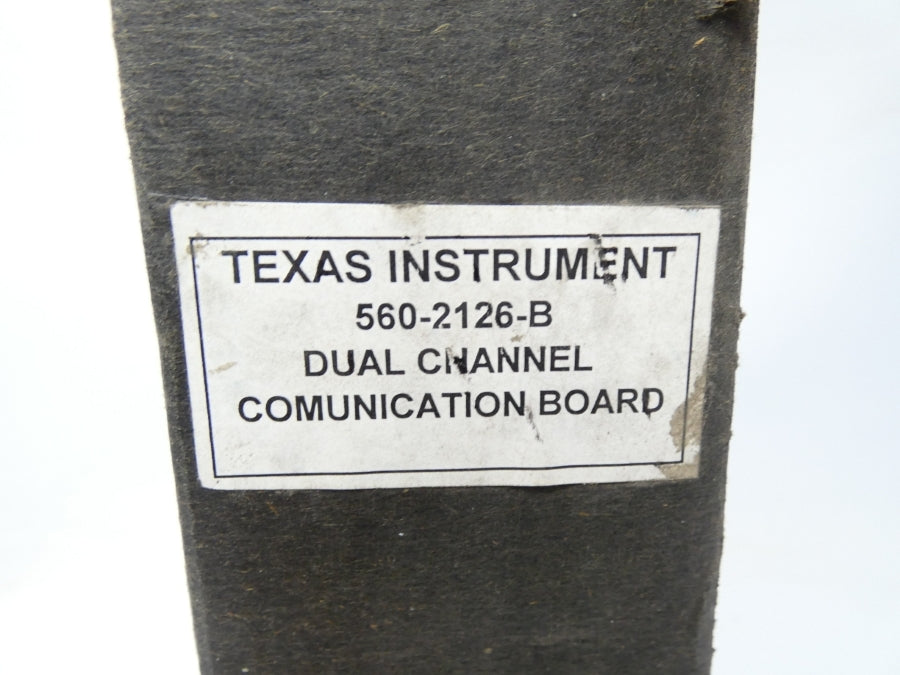 TEXAS INSTRUMENT
560-2126-B
DUAL CHANNEL
COMUNICATION BOARD